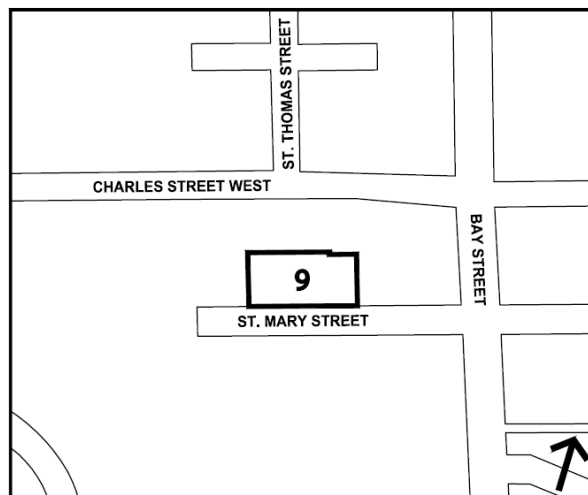 ST. THOMAS STREET
CHARLES STREET WEST
BAY STREET
9
ST. MARY STREET